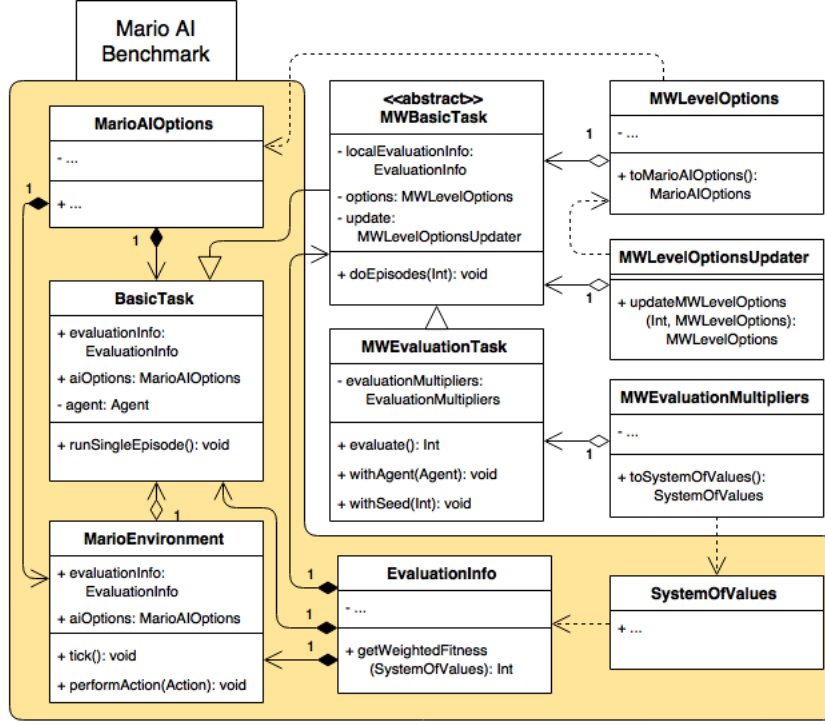 Mario AI
Benchmark
MarioAIOptions
- ...
+ ...
1
1
BasicTask
+ evaluationInfo:
EvaluationInfo
+ aiOptions: MarioAIOptions
- agent: Agent
+ runSingleEpisode(): void
1
MarioEnvironment
+ evaluationInfo:
EvaluationInfo
+ aiOptions: MarioAIOptions
+ tick(): void
+ performAction(Action): void
<<abstract>>
MWBasicTask
- localEvaluationInfo:
EvaluationInfo
- options: MWLevelOptions
- update:
MWLevelOptionsUpdater
+ doEpisodes(Int): void
MWEvaluationTask
- evaluationMultipliers:
EvaluationMultipliers
+ evaluate(): Int
+ withAgent(Agent): void
+ withSeed(Int): void
1
1
1
EvaluationInfo
- ...
+ getWeightedFitness
(SystemOfValues): Int
MWLevelOptions
- ...
+ toMarioAIOptions():
MarioAIOptions
1
MWLevelOptionsUpdater
+ updateMWLevelOptions
(Int, MWLevelOptions):
MWLevelOptions
1
MWEvaluationMultipliers
- ...
+ toSystemOfValues():
SystemOfValues
1
SystemOfValues
+ ...